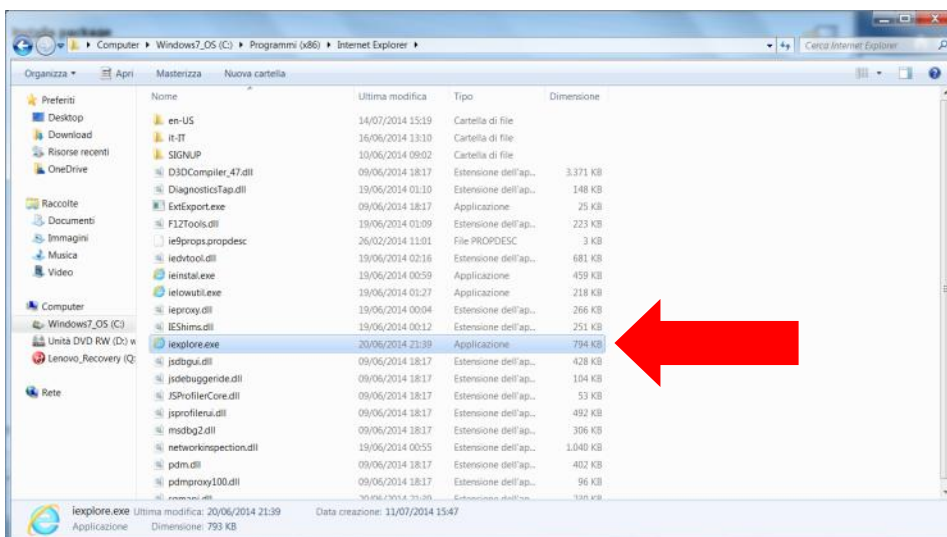 Computer ▸ Windows7_OS (C:) ▸ Programmi (x86) ▸ Internet Explorer ▸
Cerca Internet Explorer
Organizza Apri Masterizza Nuova cartella
Preferiti
Desktop
Download
Risorse recenti
OneDrive
Raccolte
Documenti
Immagini
Musica
Video
Computer
Windows7_OS (C:)
Unità DVD RW (D:) w
Lenovo_Recovery (Q:
Rete
Nome Ultima modifica Tipo Dimensione
en-US 14/07/2014 15:19 Cartella di file
it-IT 16/06/2014 13:10 Cartella di file
SIGNUP 10/06/2014 09:02 Cartella di file
D3DCompiler_47.dll 09/06/2014 18:17 Estensione dell'ap... 3.371 KB
DiagnosticsTap.dll 19/06/2014 01:10 Estensione dell'ap... 148 KB
ExtExport.exe 09/06/2014 18:17 Applicazione 25 KB
F12Tools.dll 19/06/2014 01:09 Estensione dell'ap... 223 KB
ie9props.propdesc 26/02/2014 11:01 File PROPDESC 3 KB
iedvtool.dll 19/06/2014 02:16 Estensione dell'ap... 681 KB
ieinstal.exe 19/06/2014 00:59 Applicazione 459 KB
ielowutil.exe 19/06/2014 01:27 Applicazione 218 KB
ieproxy.dll 19/06/2014 00:04 Estensione dell'ap... 266 KB
IEShims.dll 19/06/2014 00:12 Estensione dell'ap... 251 KB
iexplore.exe 20/06/2014 21:39 Applicazione 794 KB
jsdbgui.dll 09/06/2014 18:17 Estensione dell'ap... 428 KB
jsdebuggeride.dll 09/06/2014 18:17 Estensione dell'ap... 104 KB
JSProfilerCore.dll 09/06/2014 18:17 Estensione dell'ap... 53 KB
jsprofilerui.dll 09/06/2014 18:17 Estensione dell'ap... 492 KB
msdbg2.dll 09/06/2014 18:17 Estensione dell'ap... 306 KB
networkinspection.dll 19/06/2014 00:55 Estensione dell'ap... 1.040 KB
pdm.dll 09/06/2014 18:17 Estensione dell'ap... 402 KB
pdmproxy100.dll 09/06/2014 18:17 Estensione dell'ap... 96 KB
iexplore.exe Ultima modifica: 20/06/2014 21:39 Data creazione: 11/07/2014 15:47
Applicazione Dimensione: 793 KB